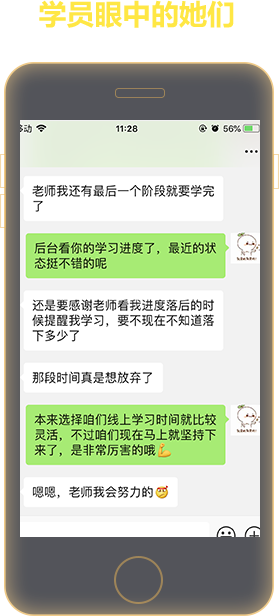 学员眼中的她们
移动
11:28
56%
老师我还有最后一个阶段就要学完
了
后台看你的学习进度了，最近的状
态挺不错的呢
还是要感谢老师看我进度落后的时
候提醒我学习，要不现在不知道落
下多少了
那段时间真是想放弃了
本来选择咱们线上学习时间就比较
灵活，不过咱们现在马上就坚持下
来了，是非常厉害的哦💪
嗯嗯，老师我会努力的🥳